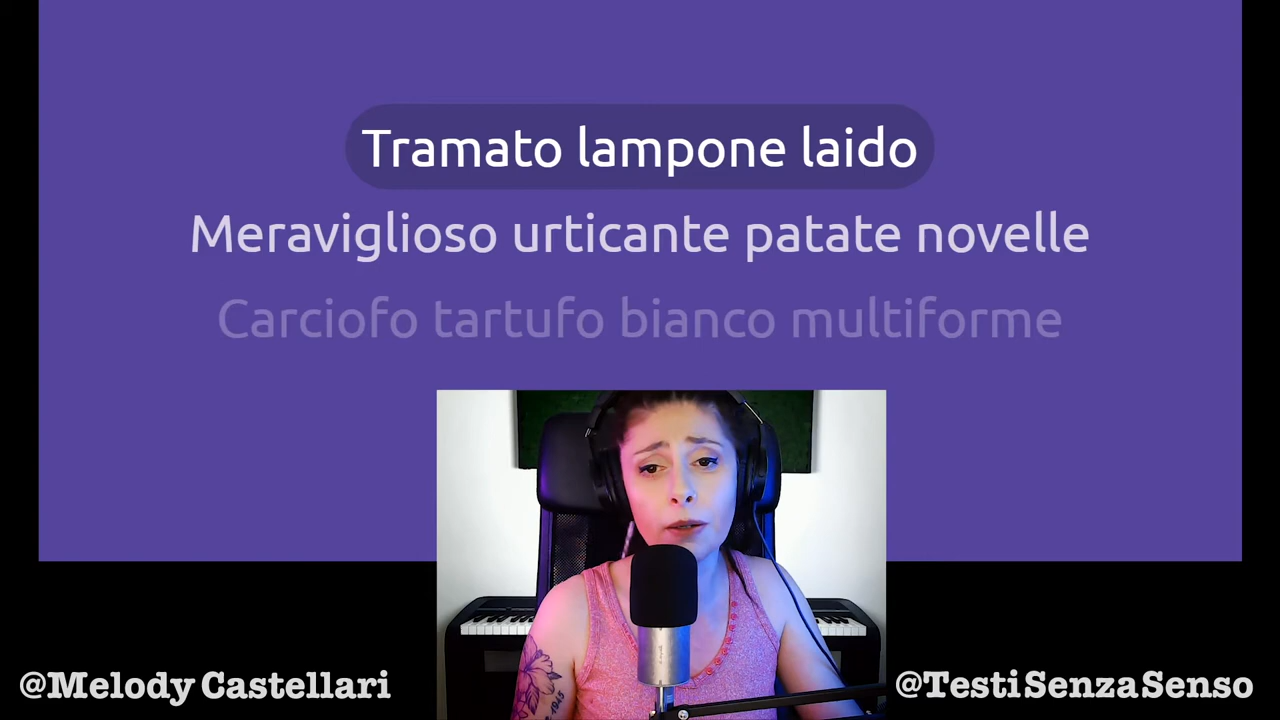 Tramato lampone laido
Meraviglioso urticante patate novelle
Carciofo tartufo bianco multiforme
@Melody Castellari
@TestiSenzaSenso